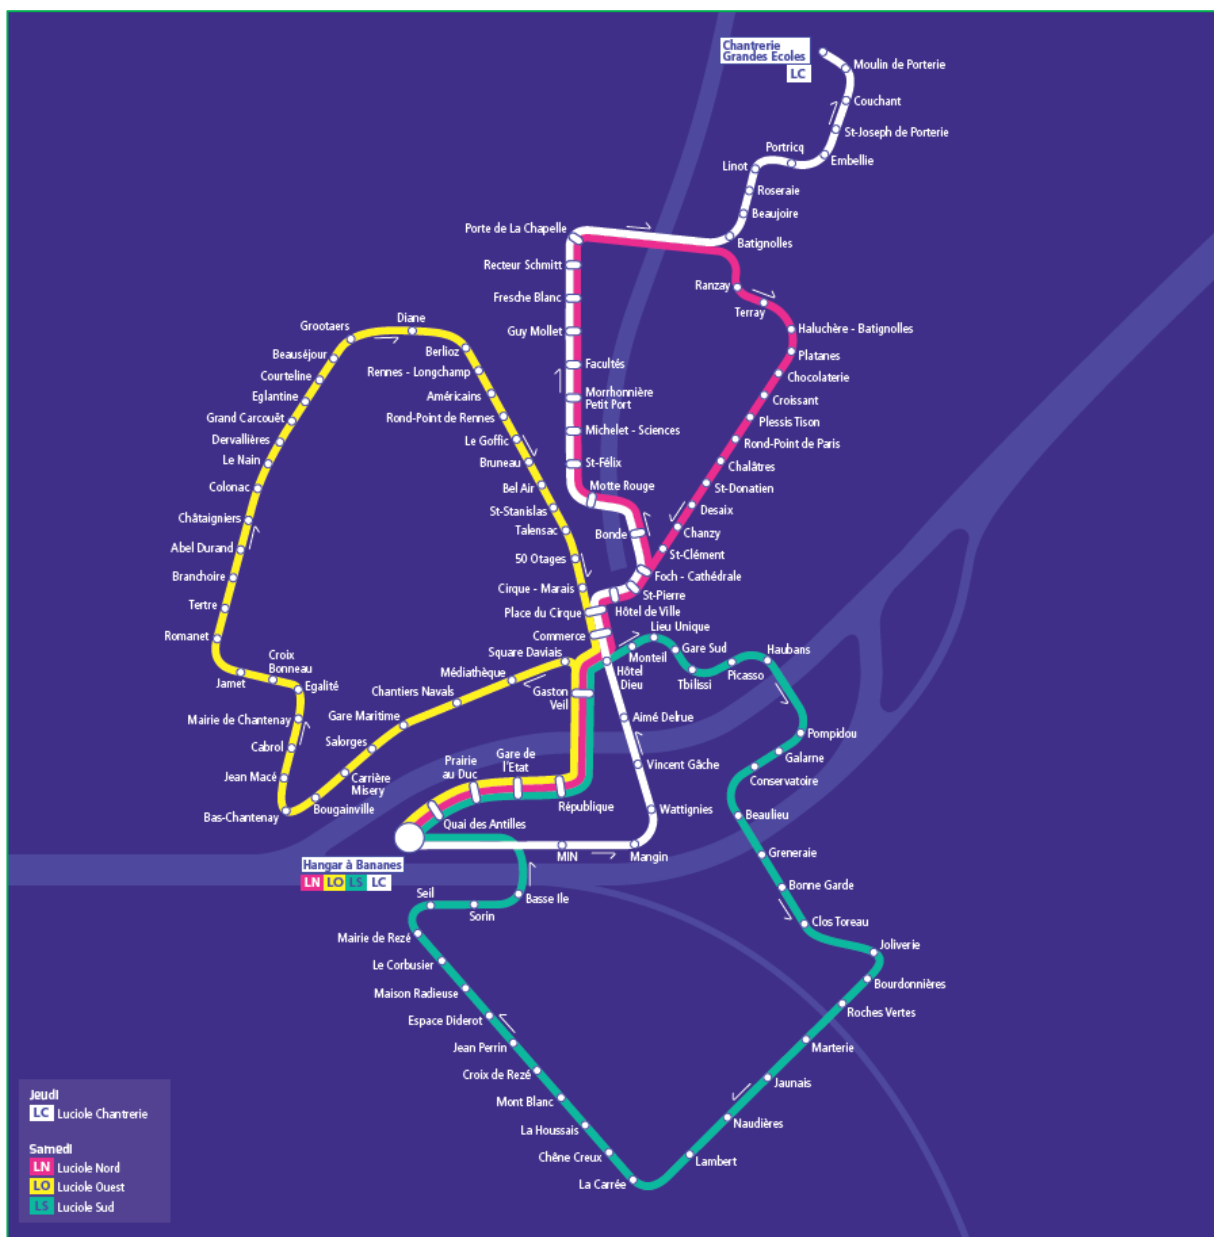 Chantrerie
Grandes Ecoles
LC
Moulin de Porterie
Couchant
St-Joseph de Porterie
Portricq
Embellie
Linot
Roseraie
Beaujoire
Batignolles
Porte de La Chapelle
Recteur Schmitt
Fresche Blanc
Guy Mollet
Facultés
Morrhonnière
Petit Port
Michelet - Sciences
St-Félix
Motte Rouge
Bonde
Ranzay
Terray
Haluchère - Batignolles
Platanes
Chocolaterie
Croissant
Plessis Tison
Rond-Point de Paris
Chalâtres
St-Donatien
Desaix
Chanzy
St-Clément
Foch - Cathédrale
St-Pierre
Hôtel de Ville
Diane
Grootaers
Beauséjour
Courteline
Eglantine
Grand Carcouêt
Dervallières
Le Nain
Colonac
Châtaigniers
Abel Durand
Branchoire
Tertre
Romanet
Jamet
Croix
Bonneau
Egalité
Mairie de Chantenay
Cabrol
Jean Macé
Bas-Chantenay
Bougainville
Carrière
Misery
Salorges
Gare Maritime
Chantiers Navals
Médiathèque
Square Daviais
Berlioz
Rennes - Longchamp
Américains
Rond-Point de Rennes
Le Goffic
Bruneau
Bel Air
St-Stanislas
Talensac
50 Otages
Cirque - Marais
Place du Cirque
Commerce
Gaston
Veil
Hôtel
Dieu
Monteil
Lieu Unique
Gare Sud
Tbilissi
Picasso
Haubans
Pompidou
Galarne
Conservatoire
Beaulieu
Greneraie
Bonne Garde
Clos Toreau
Joliverie
Bourdonnières
Roches Vertes
Marterie
Jaunais
Naudières
Lambert
La Carrée
Chêne Creux
La Houssais
Mont Blanc
Croix de Rezé
Jean Perrin
Espace Diderot
Maison Radieuse
Le Corbusier
Mairie de Rezé
Seil
Sorin
Basse Ile
Aimé Delrue
Vincent Gâche
Wattignies
Mangin
MIN
Prairie
au Duc
Gare de
l'Etat
République
Quai des Antilles
Hangar à Bananes
LN LO LS LC
Jeudi
LC Luciole Chantrerie
Samedi
LN Luciole Nord
LO Luciole Ouest
LS Luciole Sud